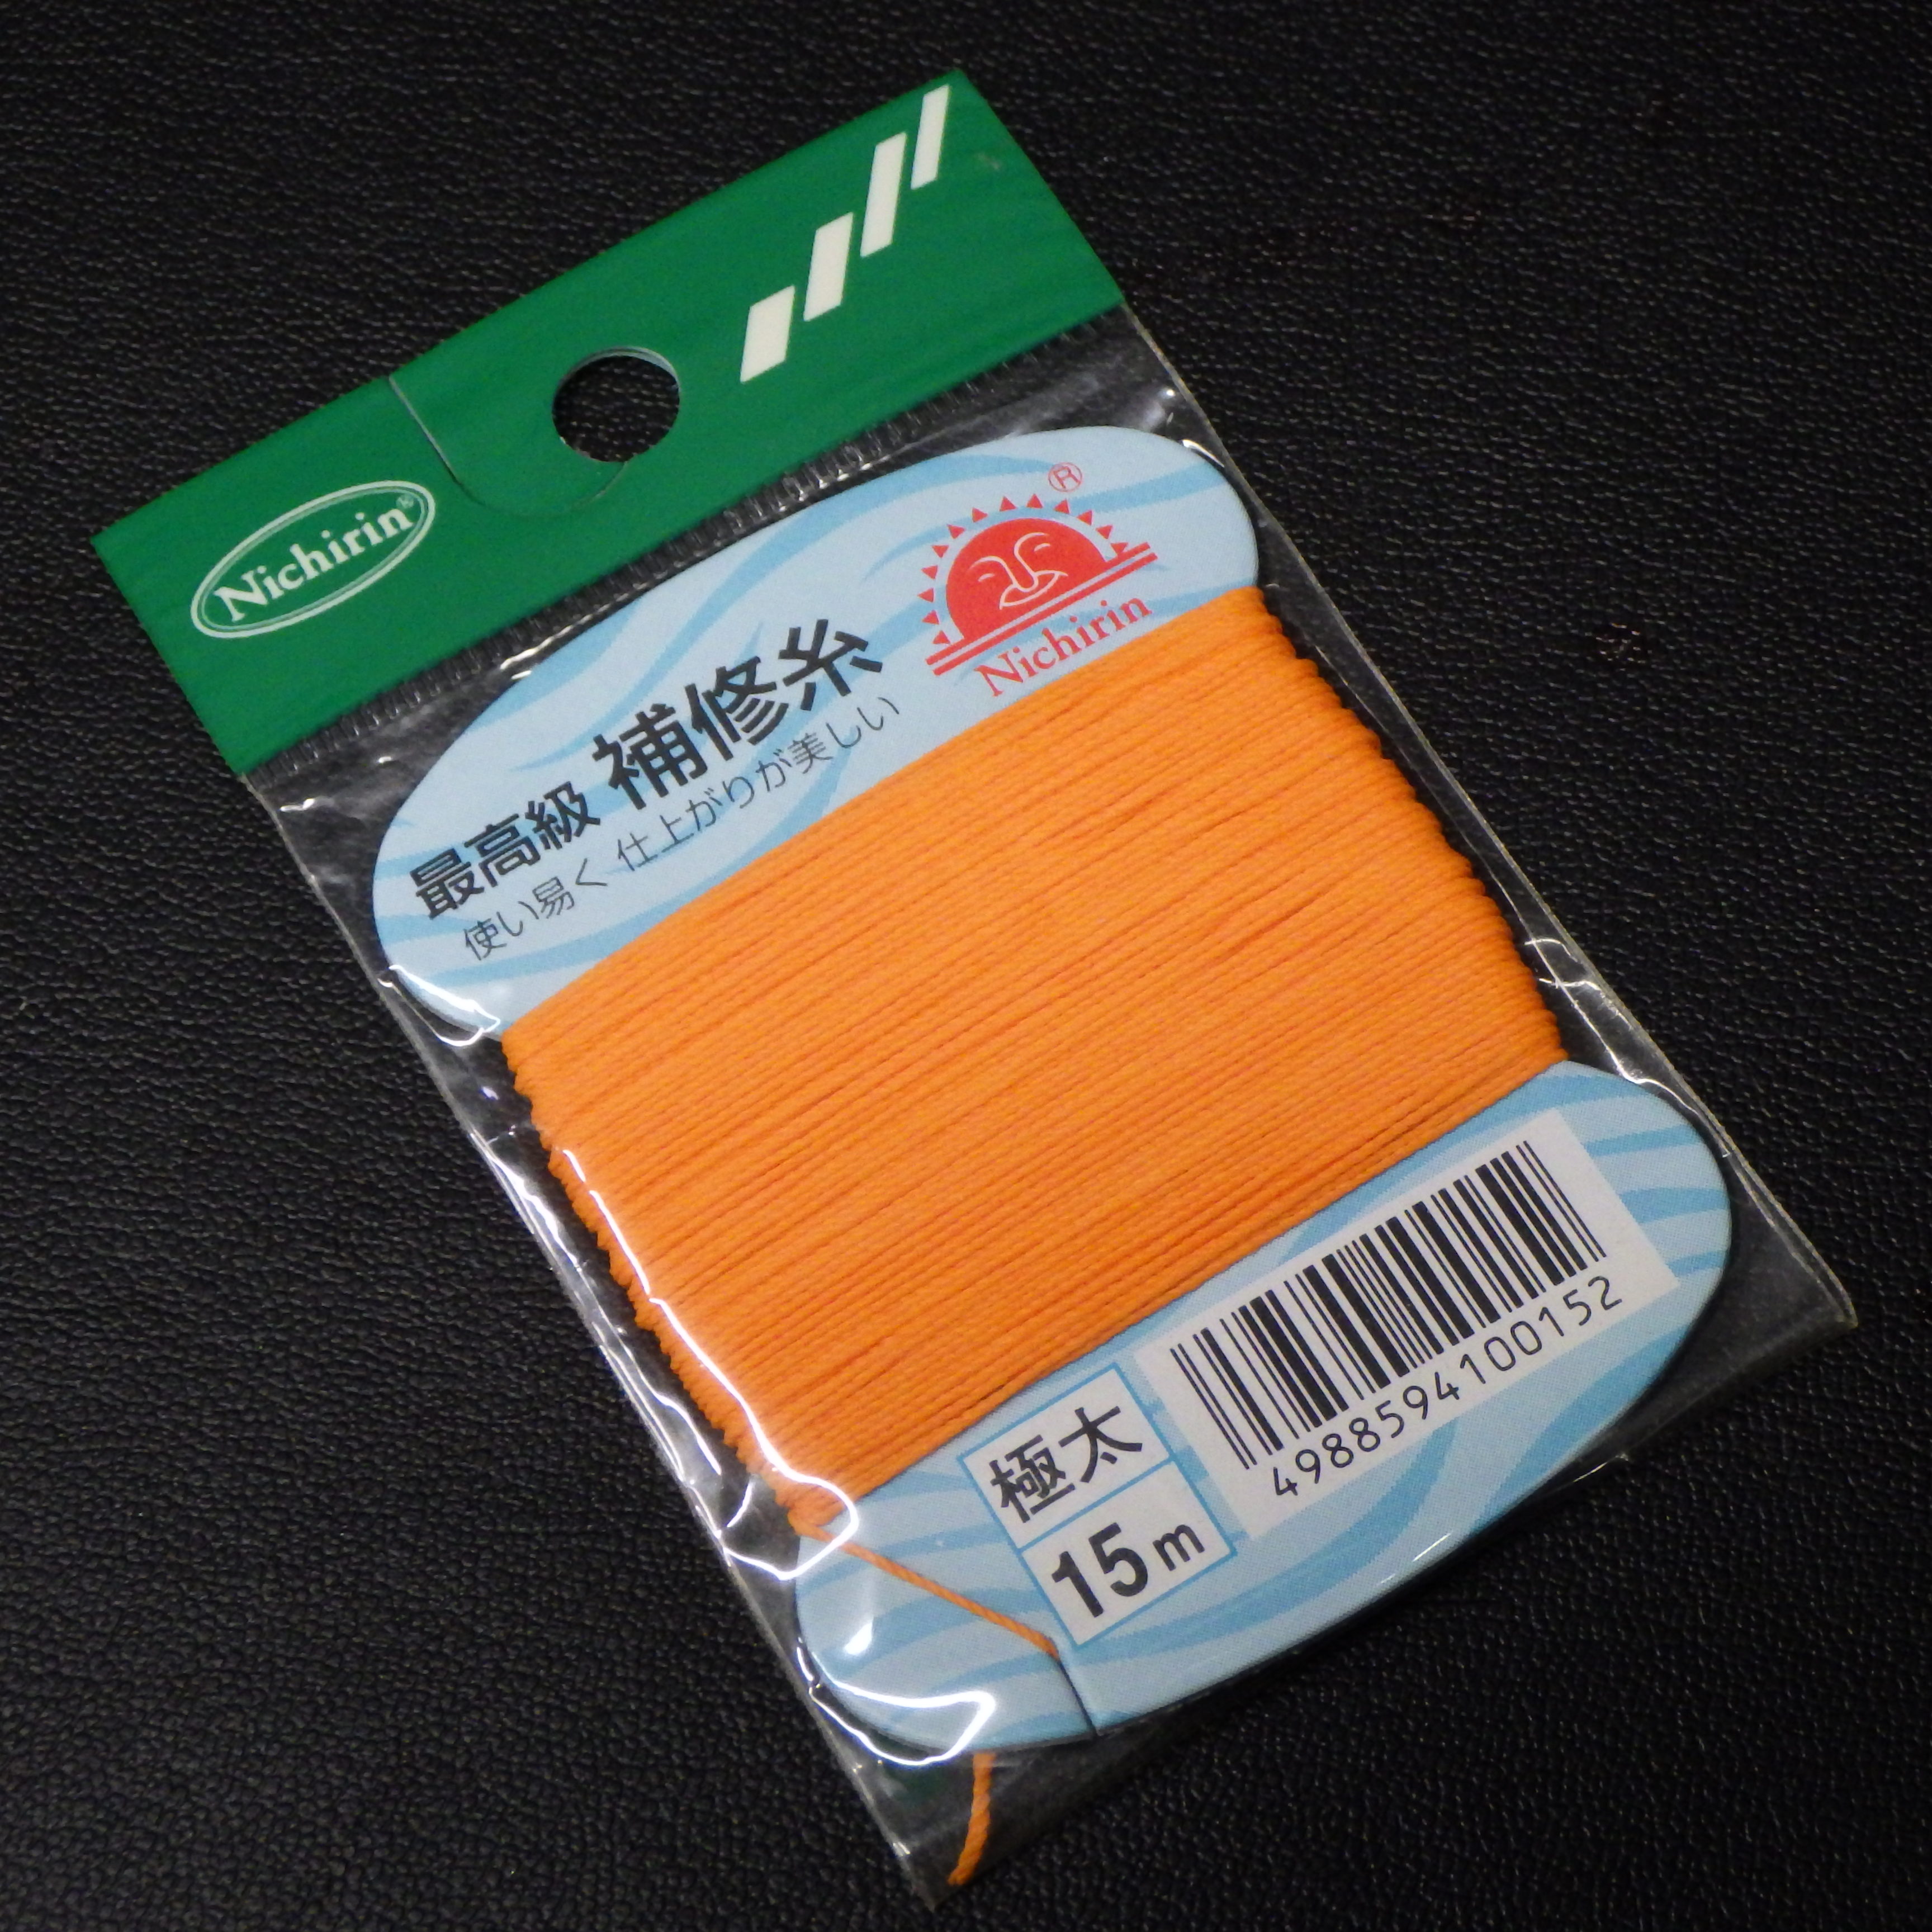 Nichirin®
®
Nichirin
最高級 補修糸
使い易く 仕上がりが美しい
極太
15m
4988594100152